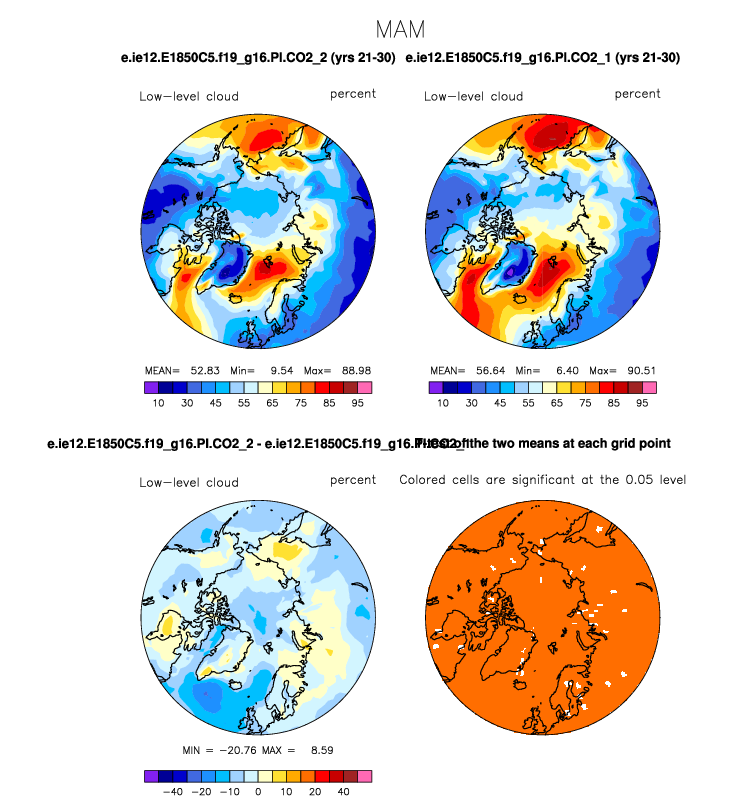 MAM
e.ie12.E1850C5.f19_g16.PI.CO2_2 (yrs 21-30) e.ie12.E1850C5.f19_g16.PI.CO2_1 (yrs 21-30)
Low-level cloud percent Low-level cloud percent
MEAN= 52.83 Min= 9.54 Max= 88.98 MEAN= 56.64 Min= 6.40 Max= 90.51
10 30 45 55 65 75 85 95 10 30 45 55 65 75 85 95
e.ie12.E1850C5.f19_g16.PI.CO2_2 - e.ie12.E1850C5.f19_g16.PI.CO2_1 of the two means at each grid point
Low-level cloud percent Colored cells are significant at the 0.05 level
MIN = -20.76 MAX = 8.59
-40 -20 -10 0 10 20 40